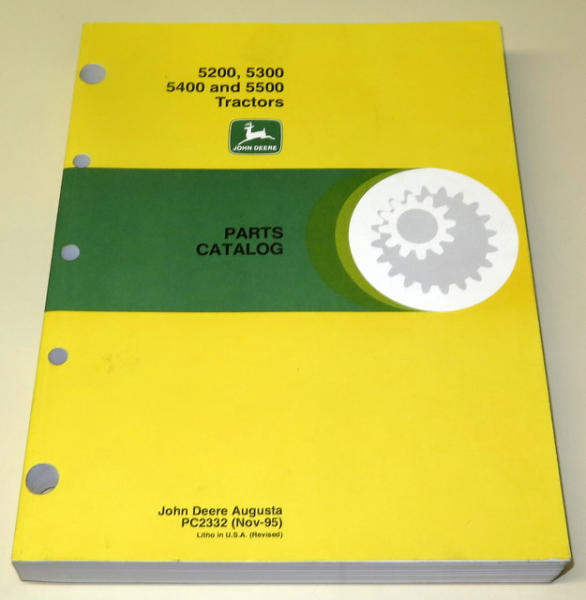 5200, 5300
5400 and 5500
Tractors
JOHN DEERE
PARTS
CATALOG
John Deere Augusta
PC2332 (Nov-95)
Litho in U.S.A. (Revised)